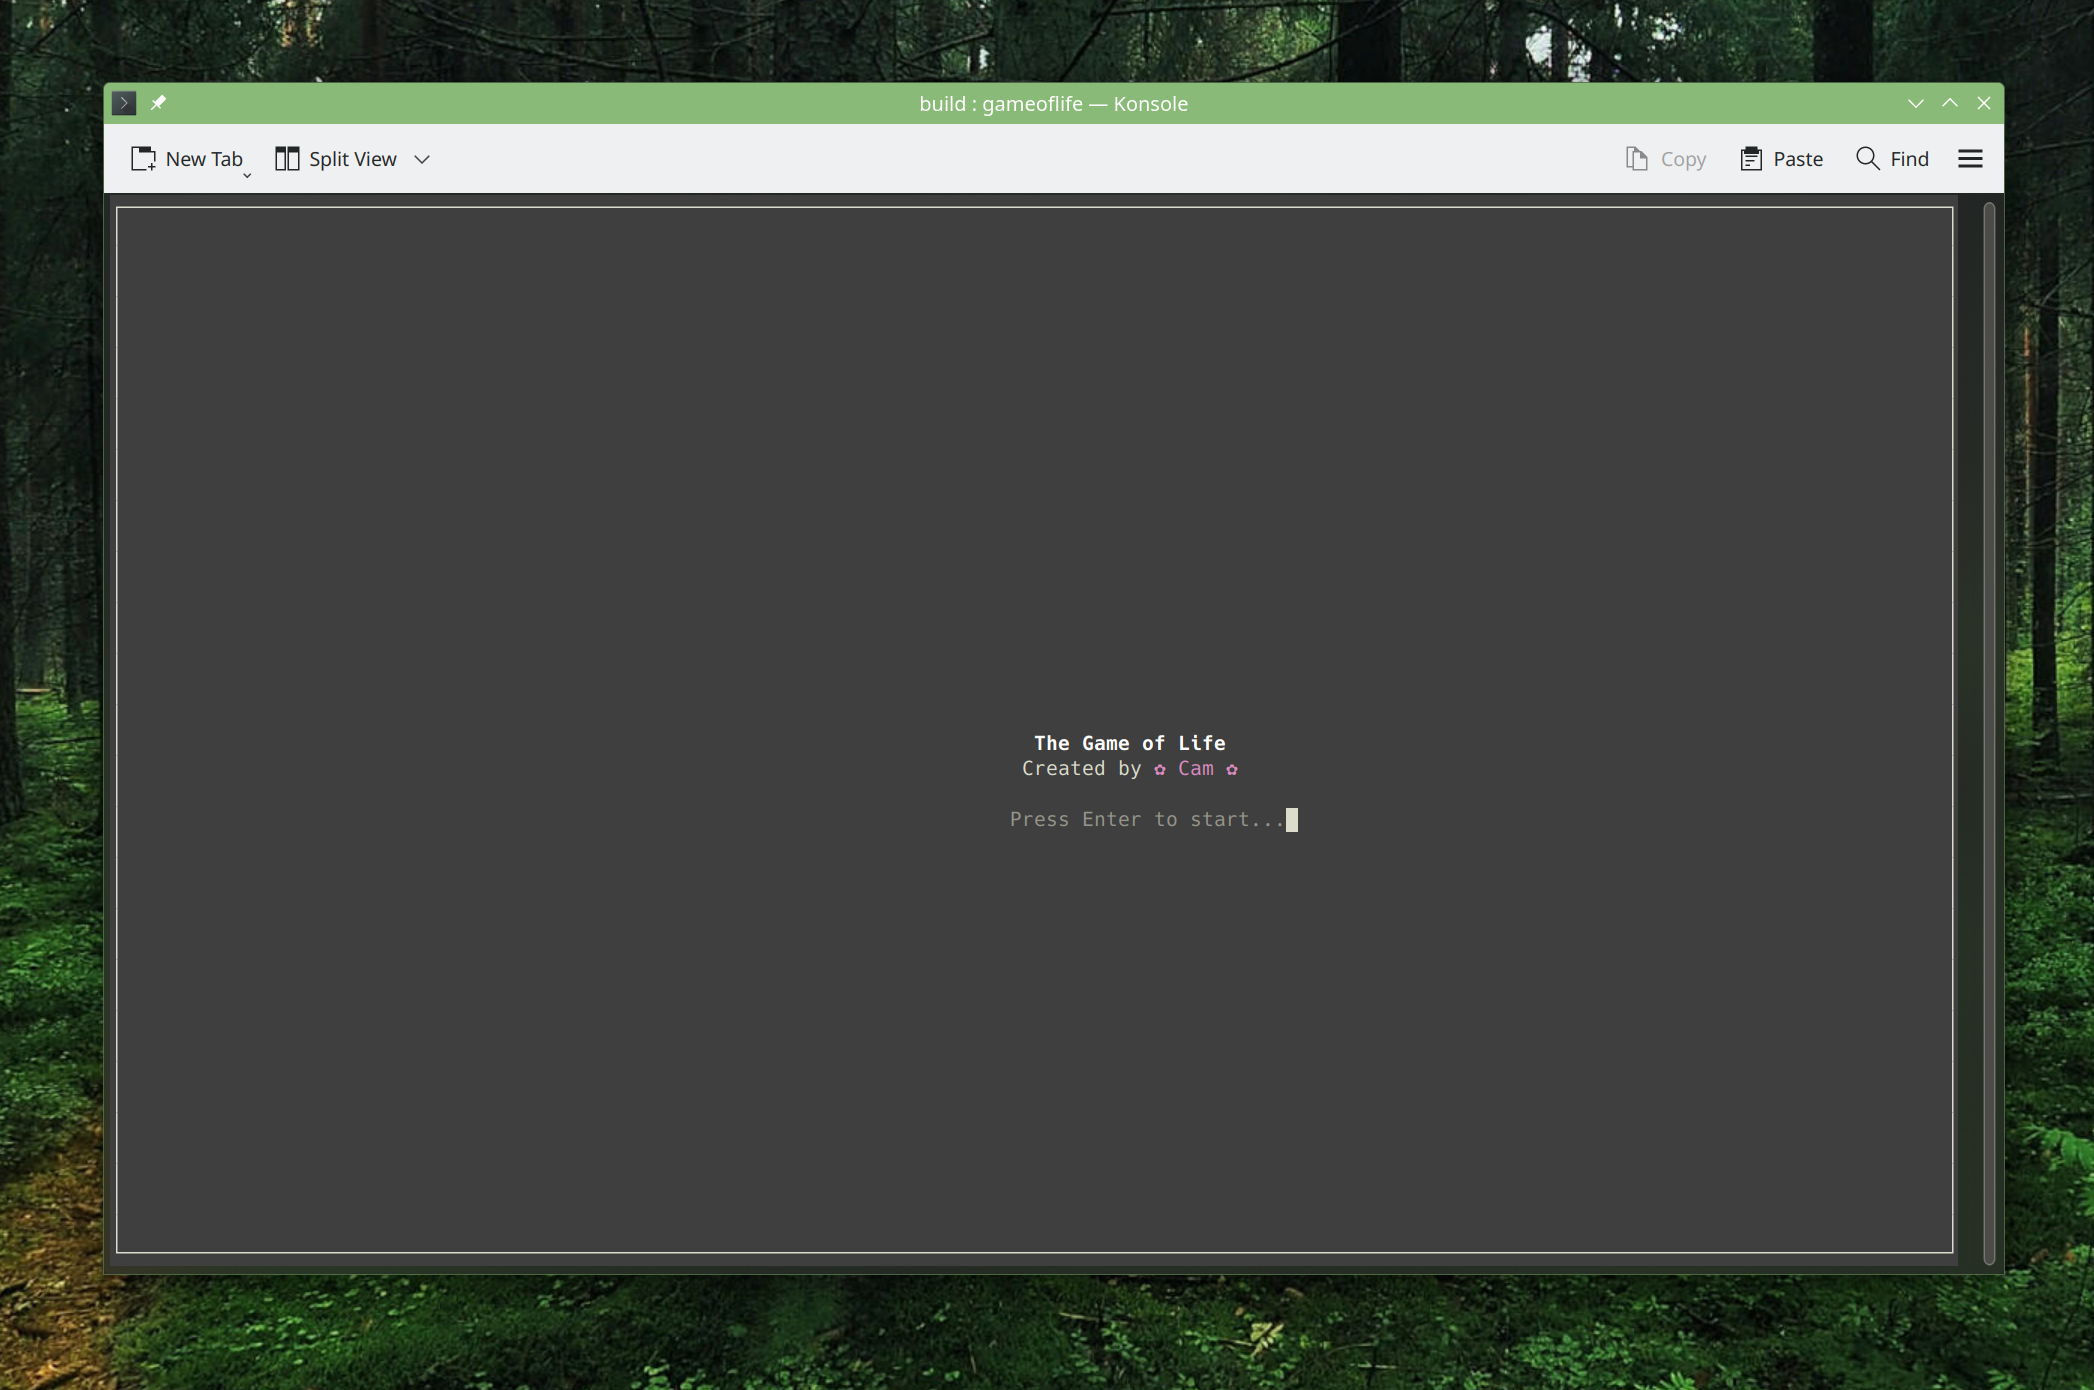 build : gameoflife — Konsole
New Tab Split View Copy Paste Find
The Game of Life
Created by ✿ Cam ✿
Press Enter to start...